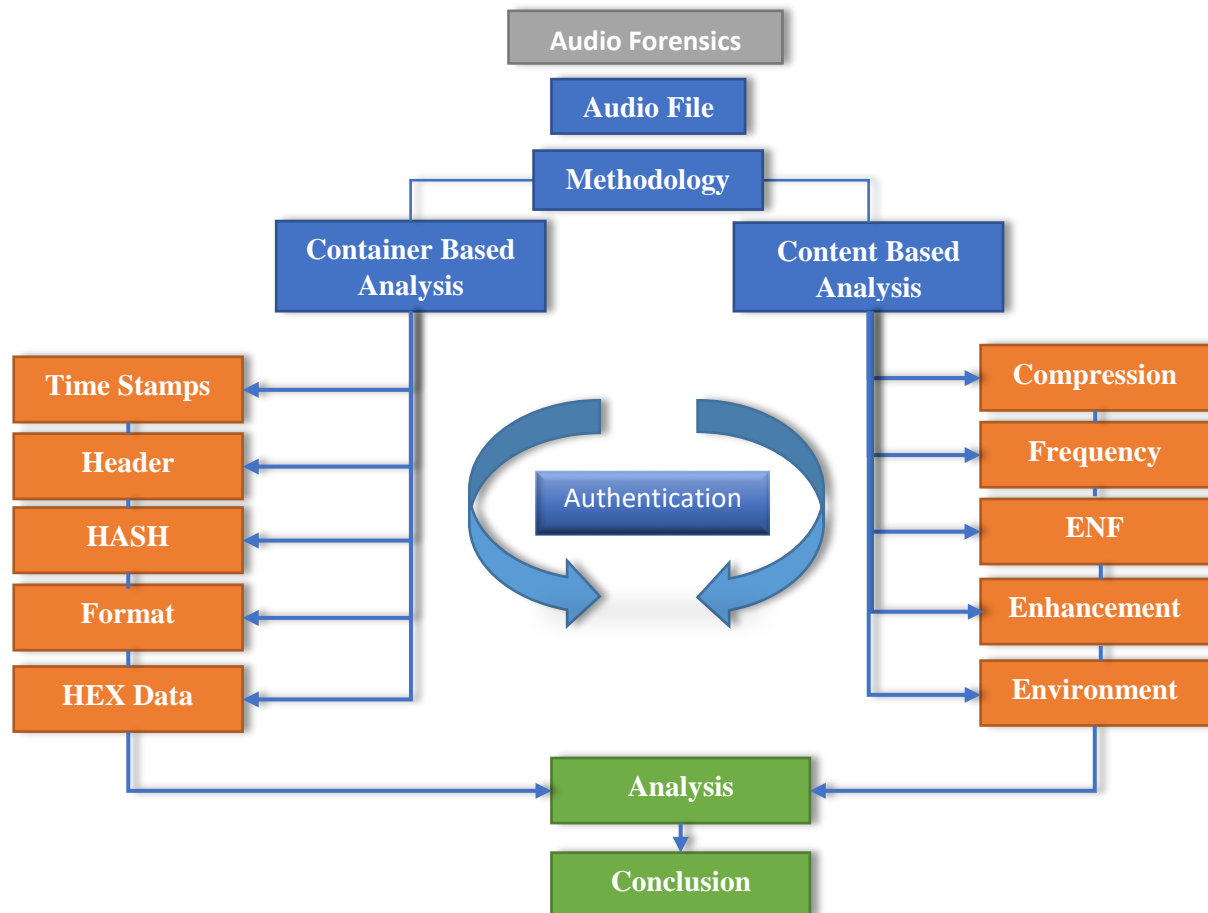 Audio Forensics
Audio File
Methodology
Container Based
Analysis
Content Based
Analysis
Time Stamps
Header
HASH
Format
HEX Data
Authentication
Compression
Frequency
ENF
Enhancement
Environment
Analysis
Conclusion